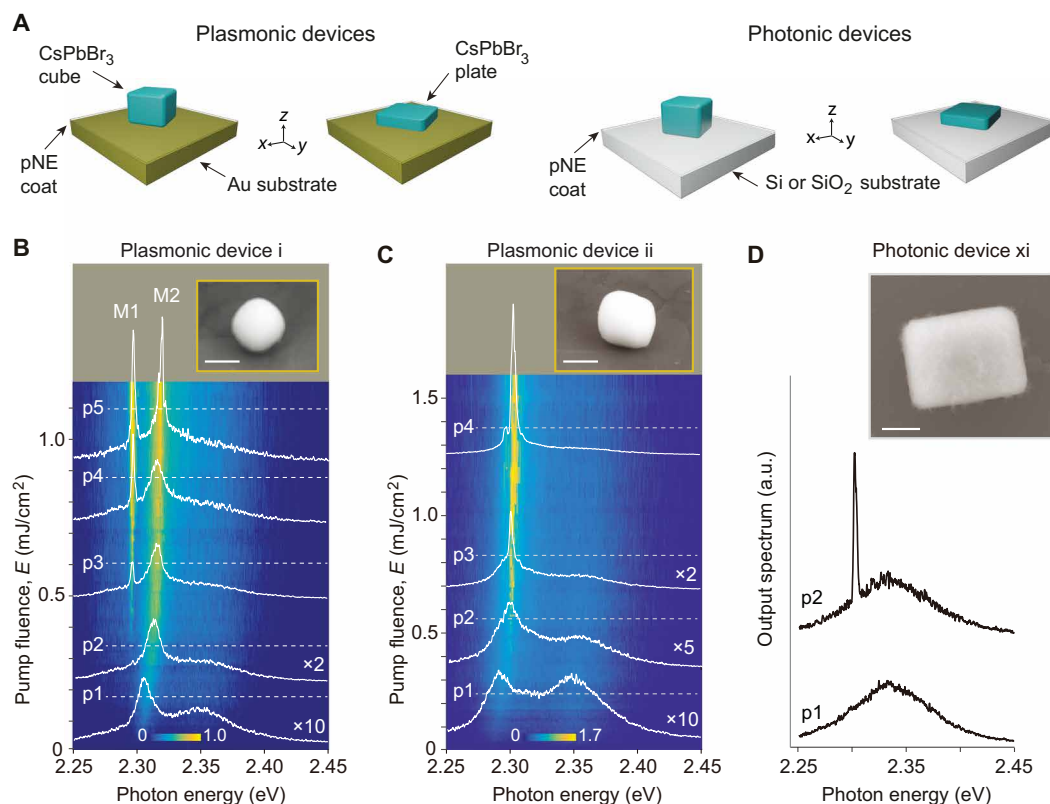 A
Plasmonic devices
Photonic devices
CsPbBr3
cube
CsPbBr3
plate
pNE
coat
z
x
y
Au substrate
pNE
coat
z
x
y
Si or SiO2 substrate
B
Plasmonic device i
M1
M2
p5
p4
p3
p2
×2
p1
×10
0
1.0
1.0
0.5
0
Pump fluence, E (mJ/cm2)
2.25
2.30
2.35
2.40
2.45
Photon energy (eV)
C
Plasmonic device ii
p4
p3
×2
p2
×5
p1
×10
0
1.7
1.5
1.0
0.5
0
Pump fluence, E (mJ/cm2)
2.25
2.30
2.35
2.40
2.45
Photon energy (eV)
D
Photonic device xi
p2
p1
Output spectrum (a.u.)
2.25
2.35
2.45
Photon energy (eV)